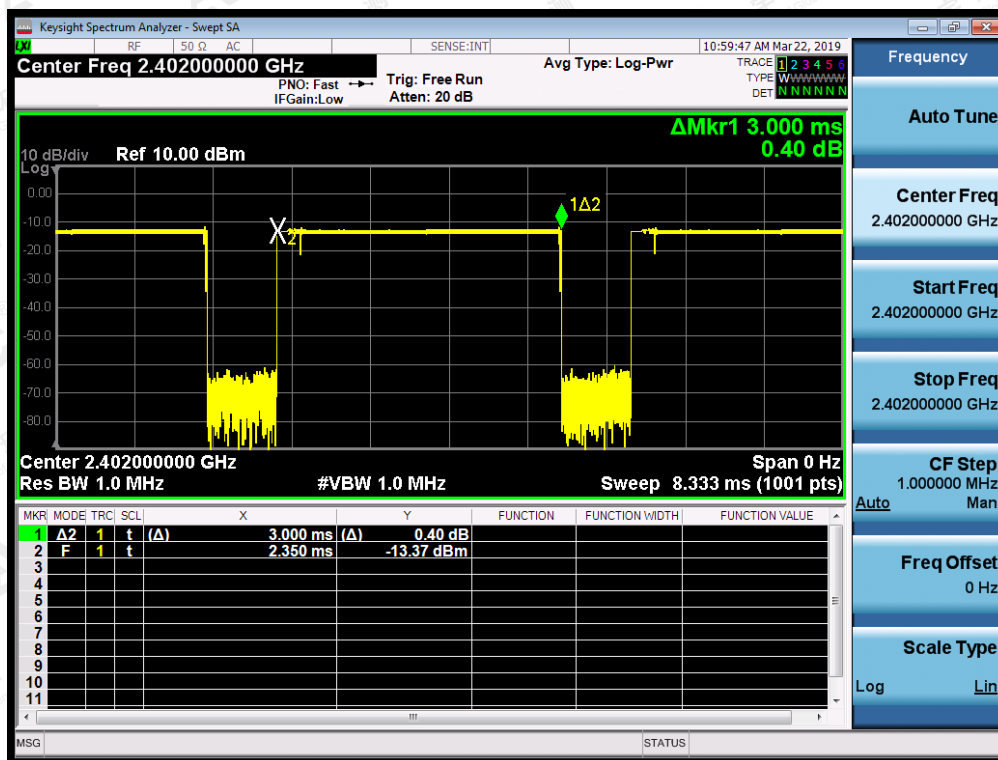 Keysight Spectrum Analyzer - Swept SA
LXI RF 50 Ω AC SENSE:INT 10:59:47 AM Mar 22, 2019
Center Freq 2.402000000 GHz
PNO: Fast
IFGain:Low
Trig: Free Run
Atten: 20 dB
Avg Type: Log-Pwr
TRACE 1 2 3 4 5 6
TYPE WWWWWW
DET N N N N N N
ΔMkr1 3.000 ms
0.40 dB
10 dB/div Ref 10.00 dBm
Log
0.00
-10.0
-20.0
-30.0
-40.0
-50.0
-60.0
-70.0
-80.0
2
1Δ2
Center 2.402000000 GHz Span 0 Hz
Res BW 1.0 MHz #VBW 1.0 MHz Sweep 8.333 ms (1001 pts)
MKR MODE TRC SCL X Y FUNCTION FUNCTION WIDTH FUNCTION VALUE
1 Δ2 1 t (Δ) 3.000 ms (Δ) 0.40 dB
2 F 1 t 2.350 ms -13.37 dBm
3
4
5
6
7
8
9
10
11
MSG STATUS
Frequency
Auto Tune
Center Freq
2.402000000 GHz
Start Freq
2.402000000 GHz
Stop Freq
2.402000000 GHz
CF Step
1.000000 MHz
Auto Man
Freq Offset
0 Hz
Scale Type
Log Lin